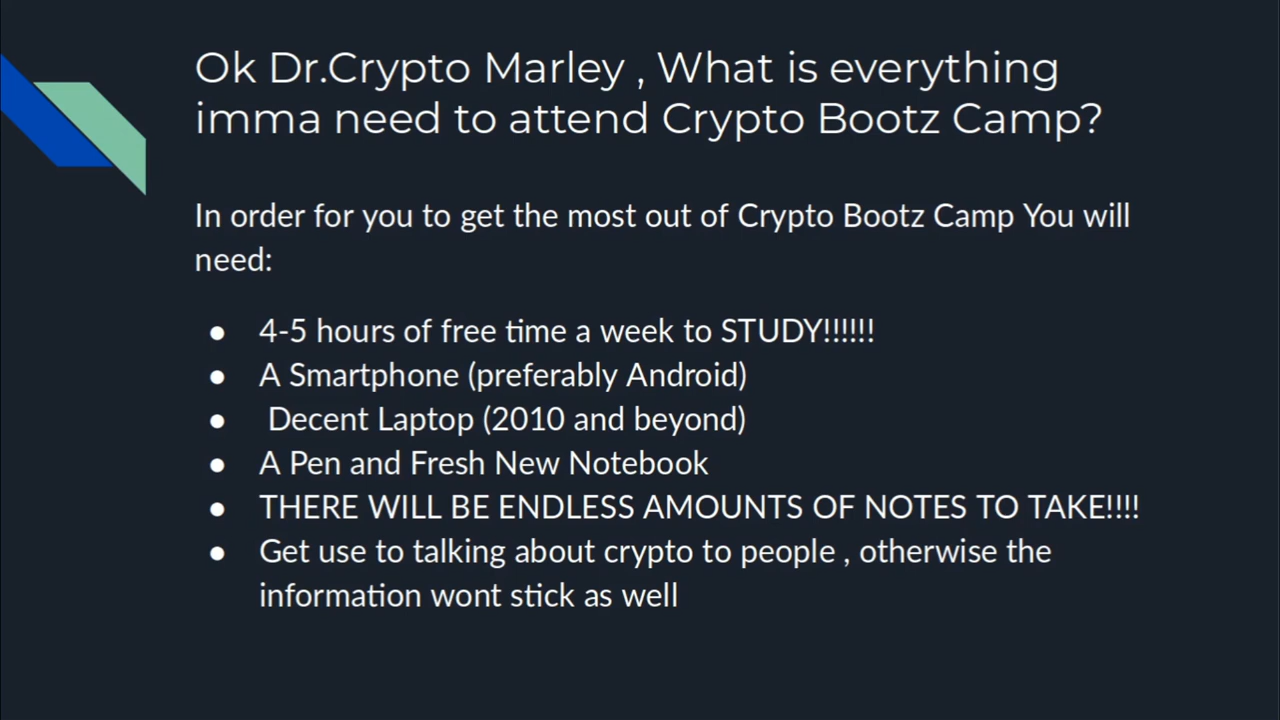 Ok Dr.Crypto Marley , What is everything
imma need to attend Crypto Bootz Camp?
In order for you to get the most out of Crypto Bootz Camp You will
need:
● 4-5 hours of free time a week to STUDY!!!!!!
● A Smartphone (preferably Android)
● Decent Laptop (2010 and beyond)
● A Pen and Fresh New Notebook
● THERE WILL BE ENDLESS AMOUNTS OF NOTES TO TAKE!!!!
● Get use to talking about crypto to people , otherwise the
information wont stick as well